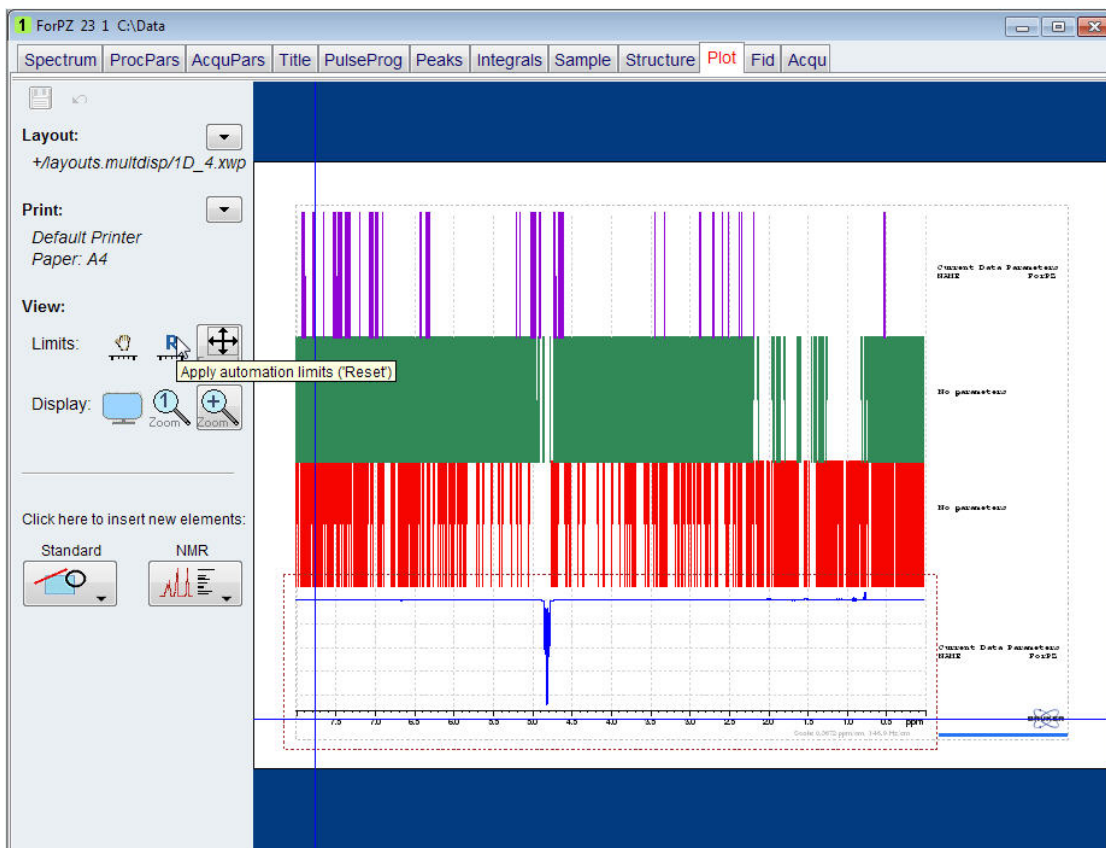 1 ForPZ 23 1 C:\Data
Spectrum ProcPars AcquPars Title PulseProg Peaks Integrals Sample Structure Plot Fid Acqu
Layout:
+/layouts.multdisp/1D_4.xwp
Print:
Default Printer
Paper: A4
View:
Limits: R
Apply automation limits ('Reset')
Display: 1 Zoom Zoom
Click here to insert new elements:
Standard NMR
Current Data Parameters
NAME ForPZ
No parameters
No parameters
Current Data Parameters
NAME ForPZ
7.5 7.0 6.5 6.0 5.5 5.0 4.5 4.0 3.5 3.0 2.5 2.0 1.5 1.0 0.5 ppm
BRUKER